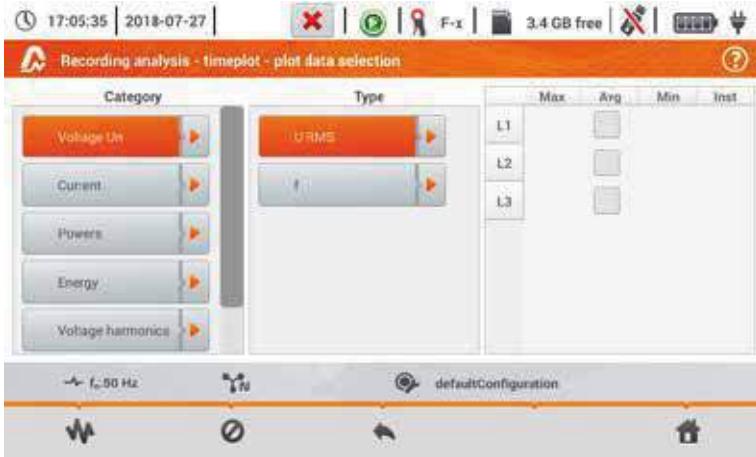 17:05:35 2018-07-27 F-x 3.4 GB free
Recording analysis - timeplot - plot data selection ?
Category Type Max Avg Min Inst
Voltage Un U RMS L1
Current f L2
Powers L3
Energy
Voltage harmonics
fn:50 Hz N defaultConfiguration